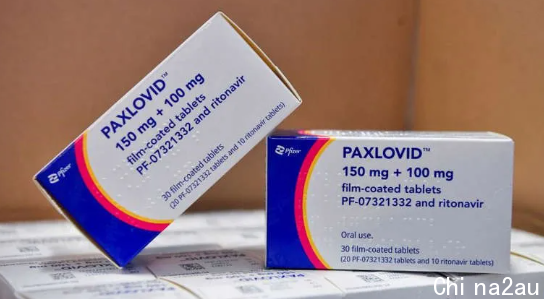 PAXLOVID™
150 mg + 100 mg
film-coated tablets
PF-07321332 and ritonavir
30 film-coated tablets
(20 PF-07321332 tablets and 10 ritonavir tablets)
Pfizer
Pfizer
PAXLOVID™
150 mg + 100 mg
film-coated tablets
PF-07321332 and ritonavir
Oral use.
30 film-coated tablets
(20 PF-07321332 tablets and 10 ritonavir tablets)
PAXLOVID
Chi na2au